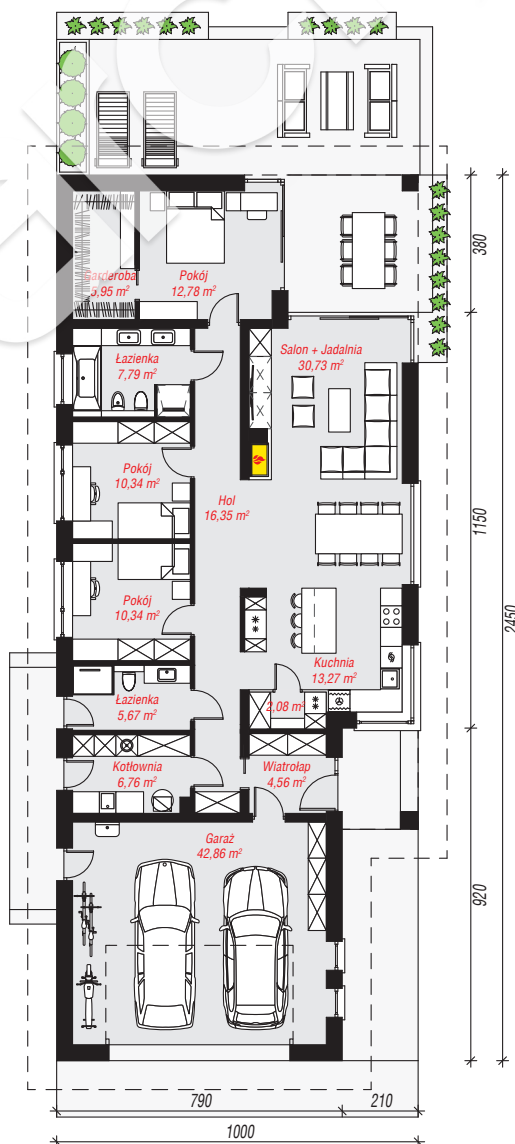 Garderoba
5,95 m²
Pokój
12,78 m²
380
Łazienka
7,79 m²
Salon + Jadalnia
30,73 m²
Pokój
10,34 m²
Hol
16,35 m²
1150
2450
Pokój
10,34 m²
Kuchnia
13,27 m²
Łazienka
5,67 m²
2,08 m²
Kotłownia
6,76 m²
Wiatrołap
4,56 m²
Garaż
42,86 m²
920
790
210
1000